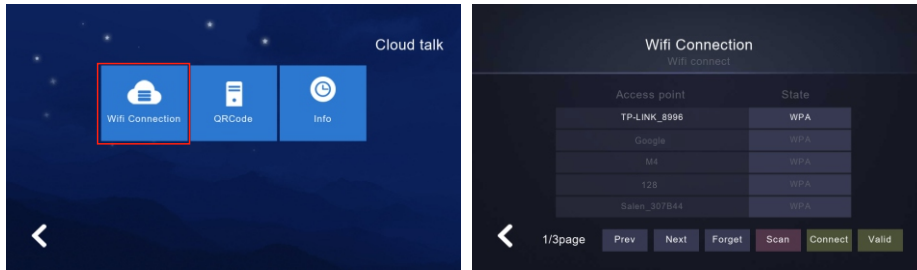 Cloud talk
Wifi Connection QRCode Info
Wifi Connection
Wifi connect
Access point State
TP-LINK_8996 WPA
Google WPA
M4 WPA
128 WPA
Salen_307B44 WPA
1/3page Prev Next Forget Scan Connect Valid